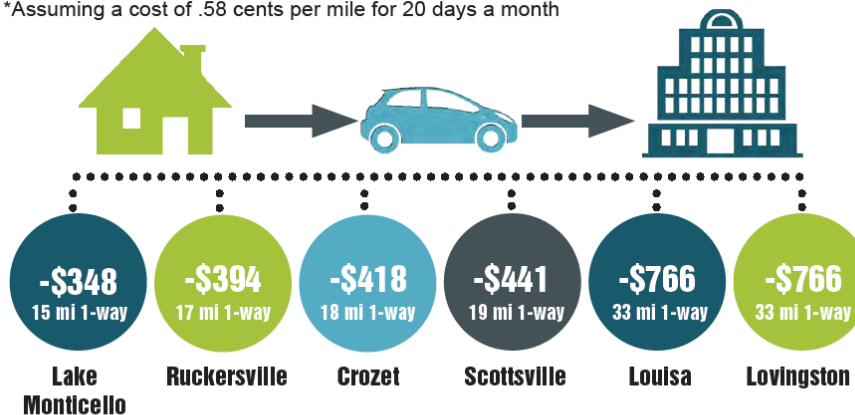 *Assuming a cost of .58 cents per mile for 20 days a month
-$348
15 mi 1-way
Lake
Monticello
-$394
17 mi 1-way
Ruckersville
-$418
18 mi 1-way
Crozet
-$441
19 mi 1-way
Scottsville
-$766
33 mi 1-way
Louisa
-$766
33 mi 1-way
Lovingston